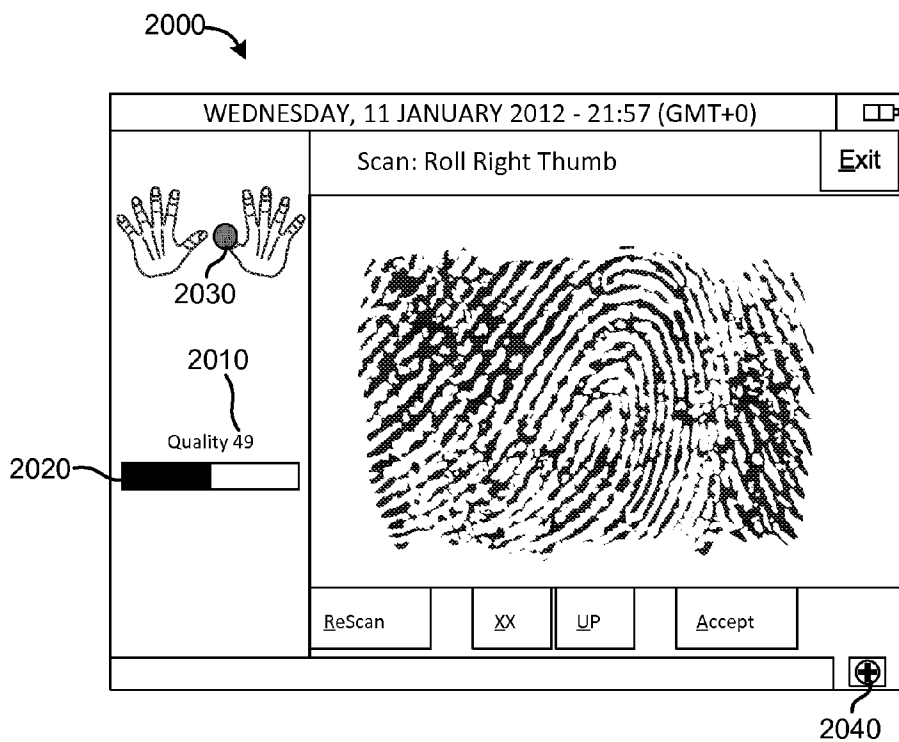 2000
WEDNESDAY, 11 JANUARY 2012 - 21:57 (GMT+0)
Scan: Roll Right Thumb
Exit
2030
2010
Quality 49
2020
ReScan
XX
UP
Accept
2040